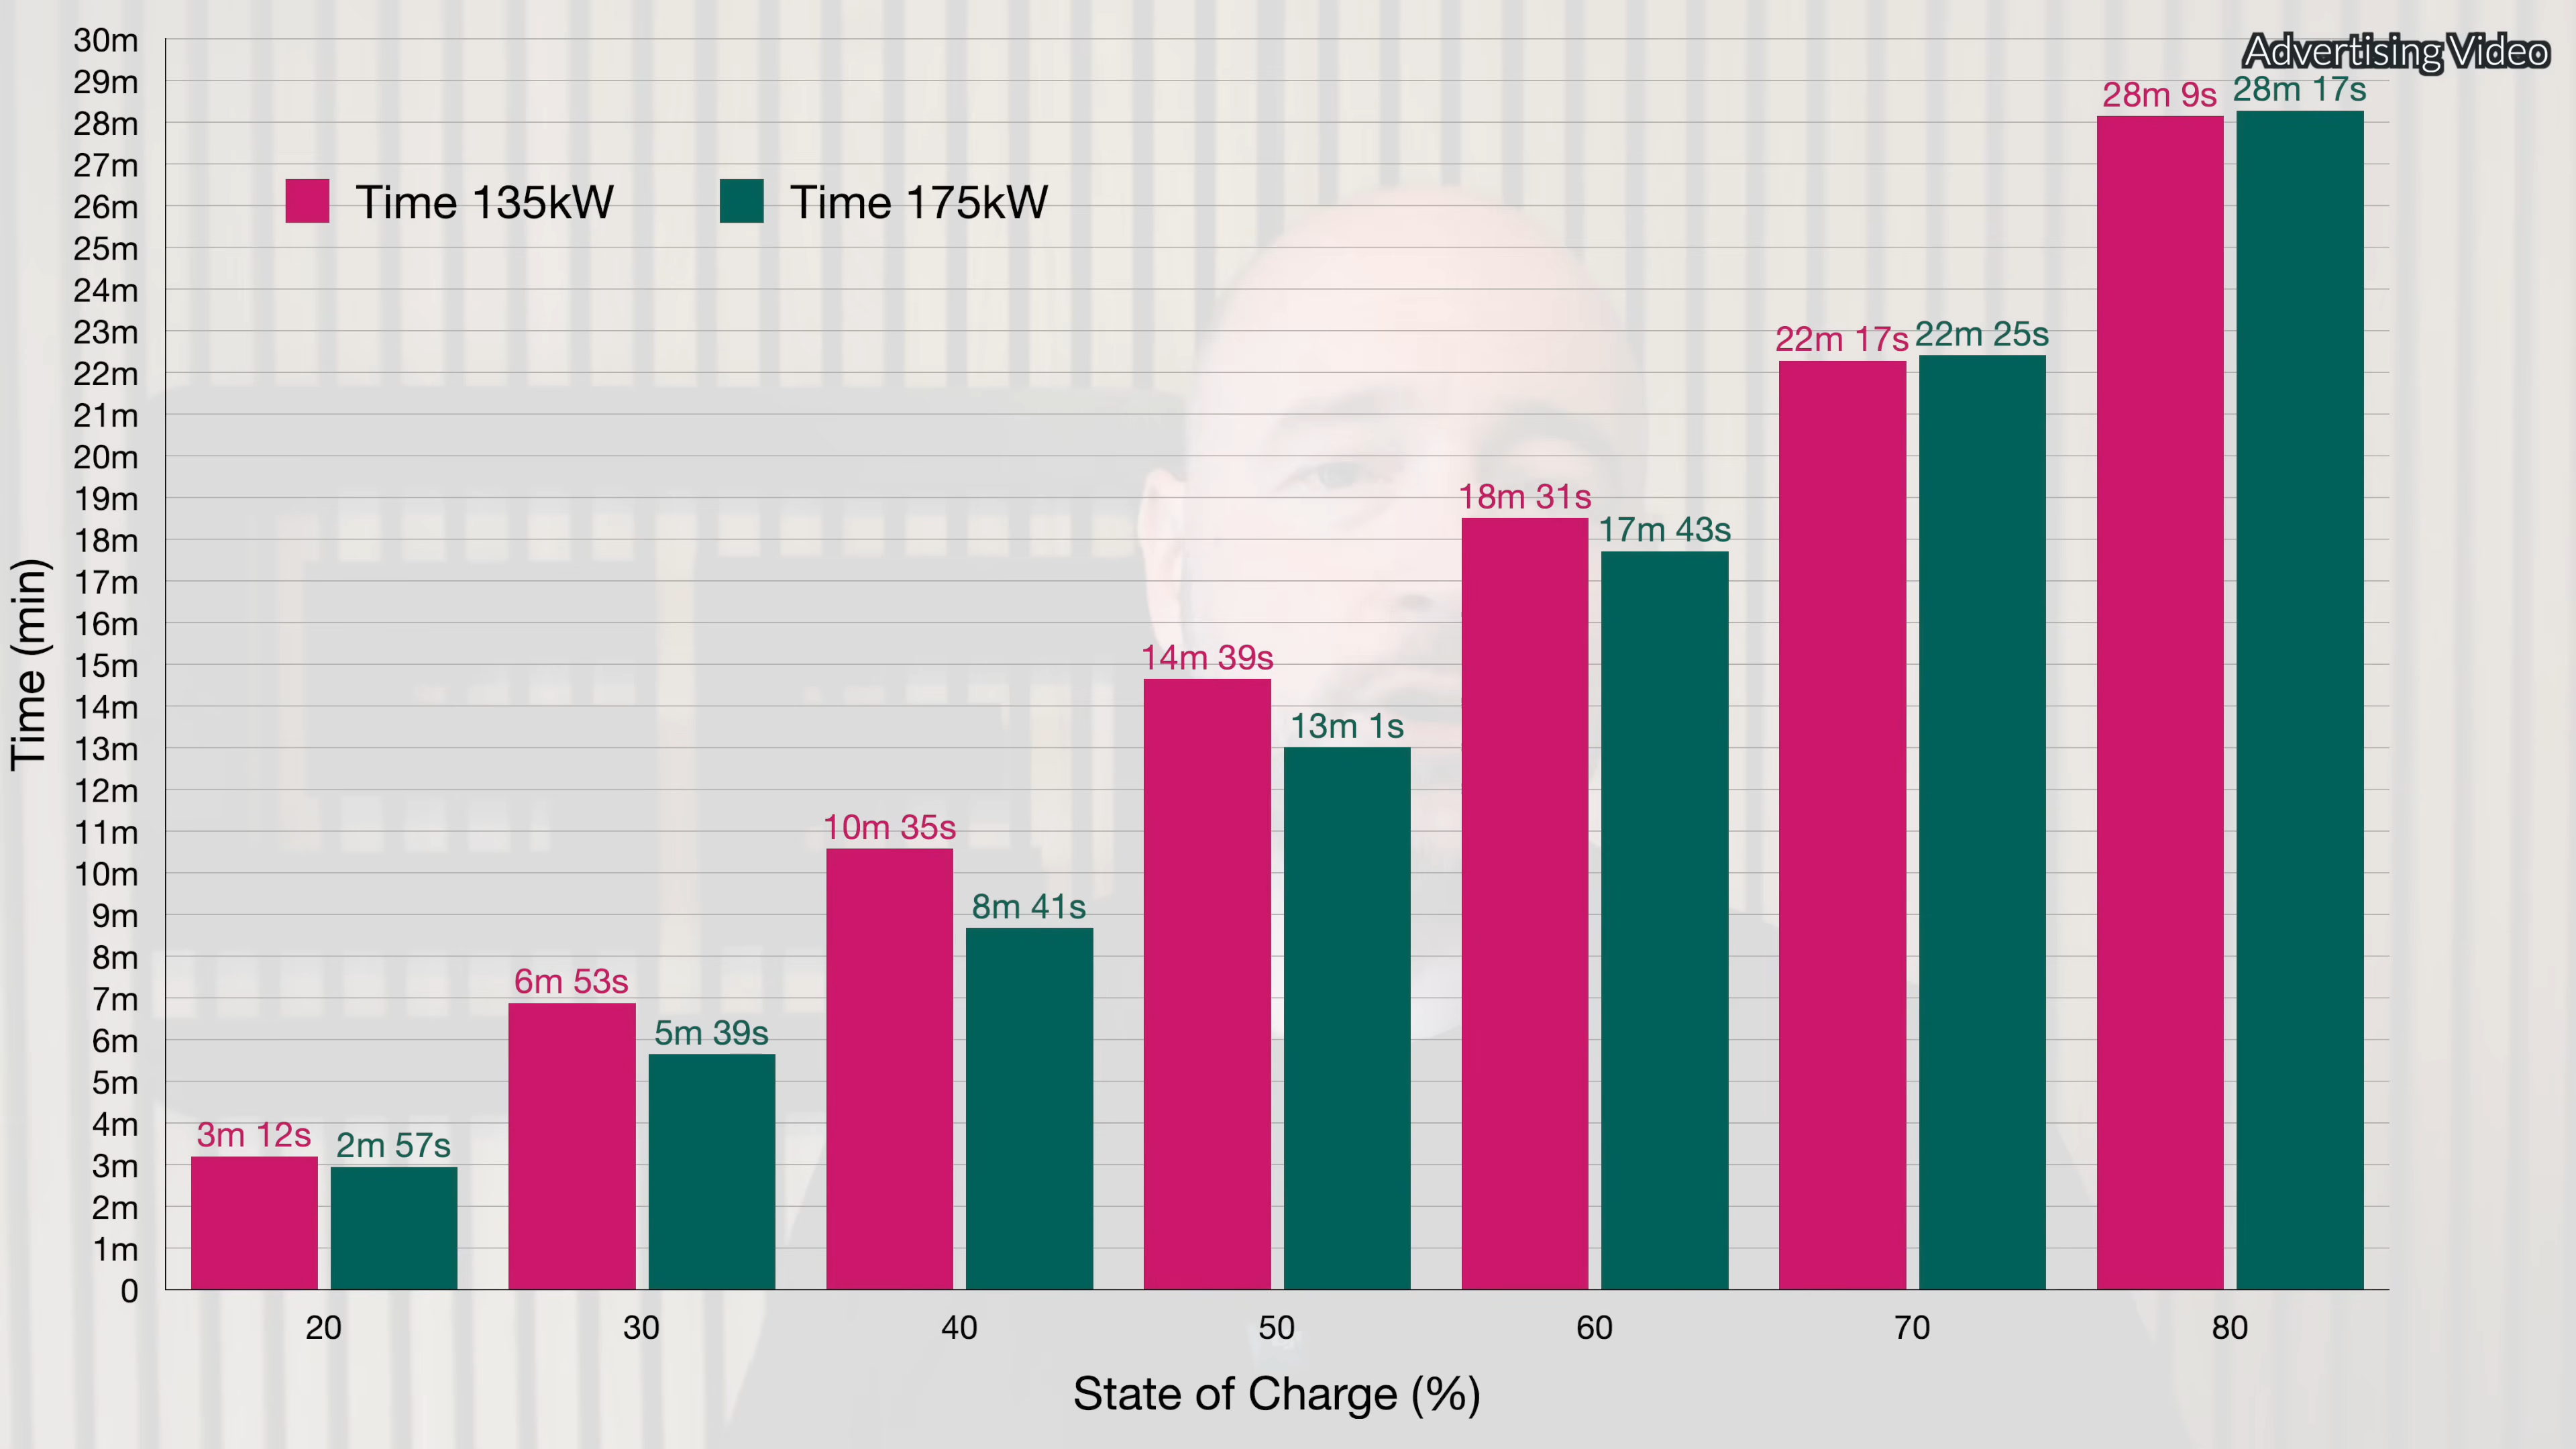 Advertising Video
30m
29m
28m
27m
26m
25m
24m
23m
22m
21m
20m
19m
18m
17m
16m
15m
14m
13m
12m
11m
10m
9m
8m
7m
6m
5m
4m
3m
2m
1m
0
Time (min)
Time 135kW
Time 175kW
3m 12s
2m 57s
6m 53s
5m 39s
10m 35s
8m 41s
14m 39s
13m 1s
18m 31s
17m 43s
22m 17s
22m 25s
28m 9s
28m 17s
20 30 40 50 60 70 80
State of Charge (%)